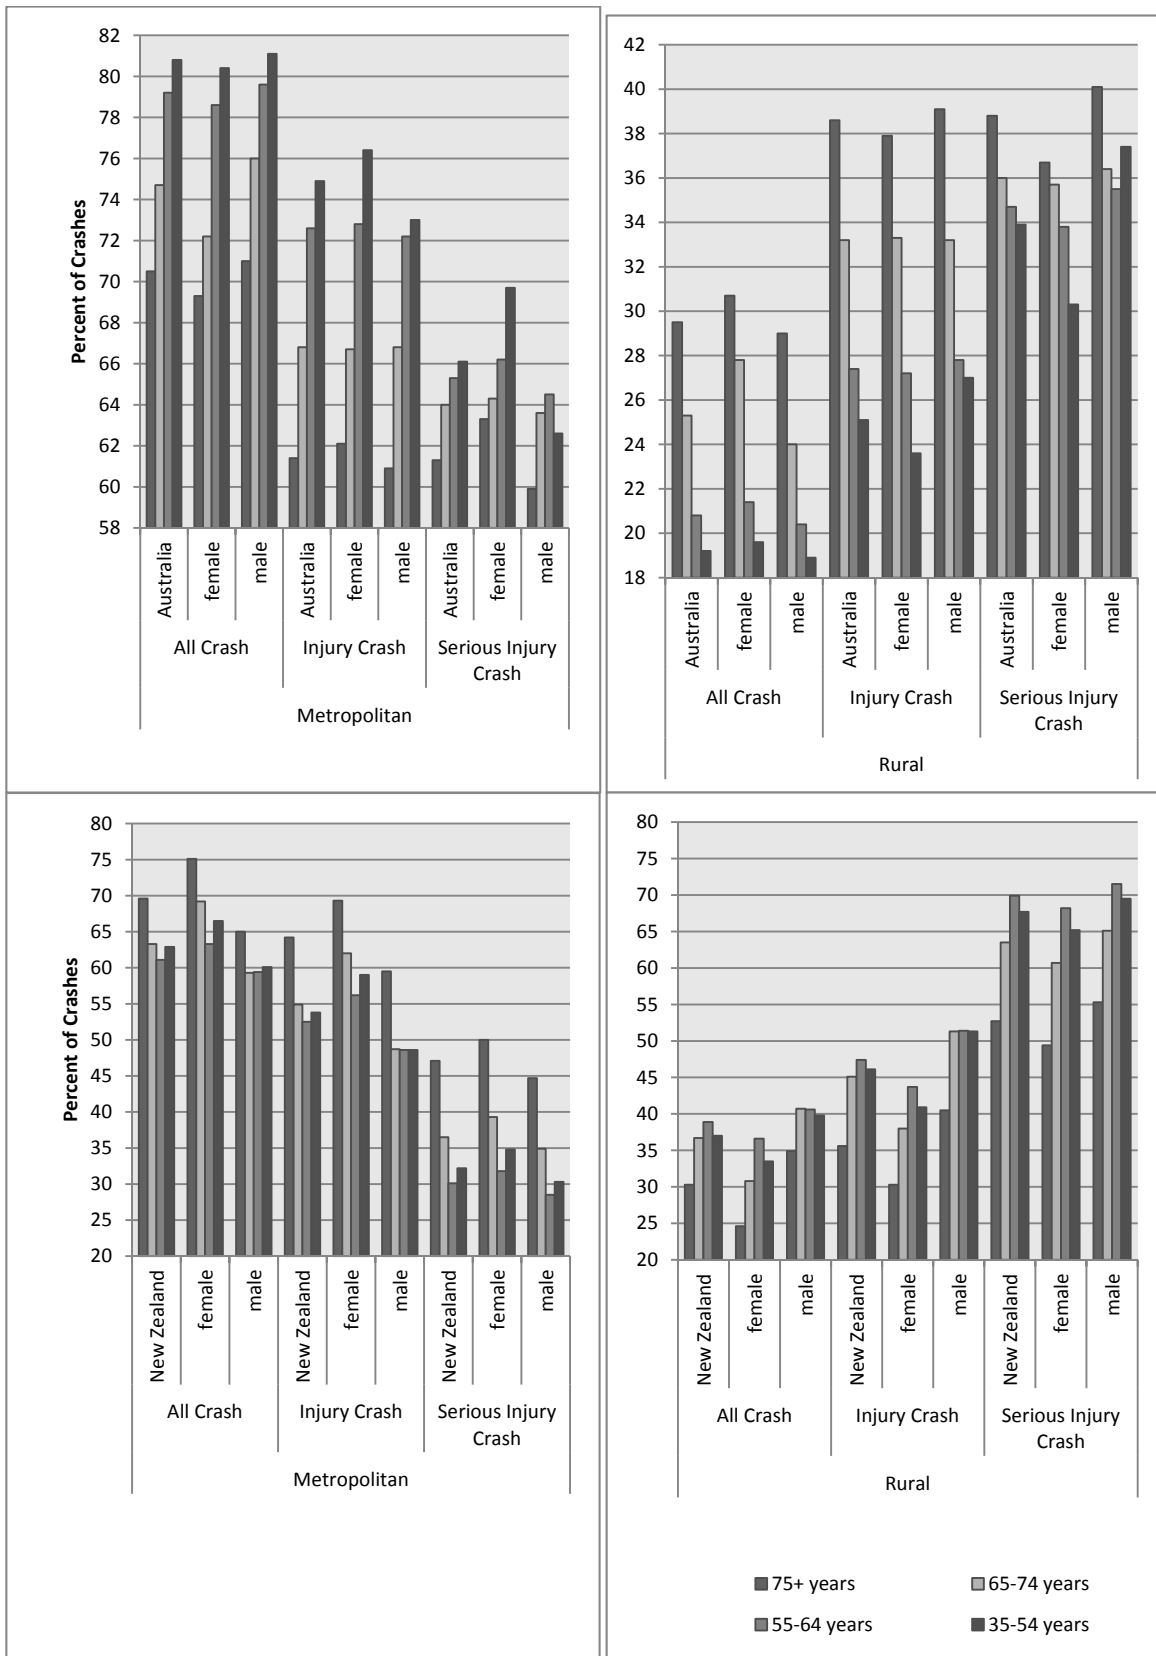 82
80
78
76
74
72
70
68
66
64
62
60
58
Percent of Crashes
Australia
female
male
Australia
female
male
Australia
female
male
All Crash
Injury Crash
Serious Injury
Crash
Metropolitan
42
40
38
36
34
32
30
28
26
24
22
20
18
Australia
female
male
Australia
female
male
Australia
female
male
All Crash
Injury Crash
Serious Injury
Crash
Rural
80
75
70
65
60
55
50
45
40
35
30
25
20
Percent of Crashes
New Zealand
female
male
New Zealand
female
male
New Zealand
female
male
All Crash
Injury Crash
Serious Injury
Crash
Metropolitan
80
75
70
65
60
55
50
45
40
35
30
25
20
New Zealand
female
male
New Zealand
female
male
New Zealand
female
male
All Crash
Injury Crash
Serious Injury
Crash
Rural
75+ years
65-74 years
55-64 years
35-54 years